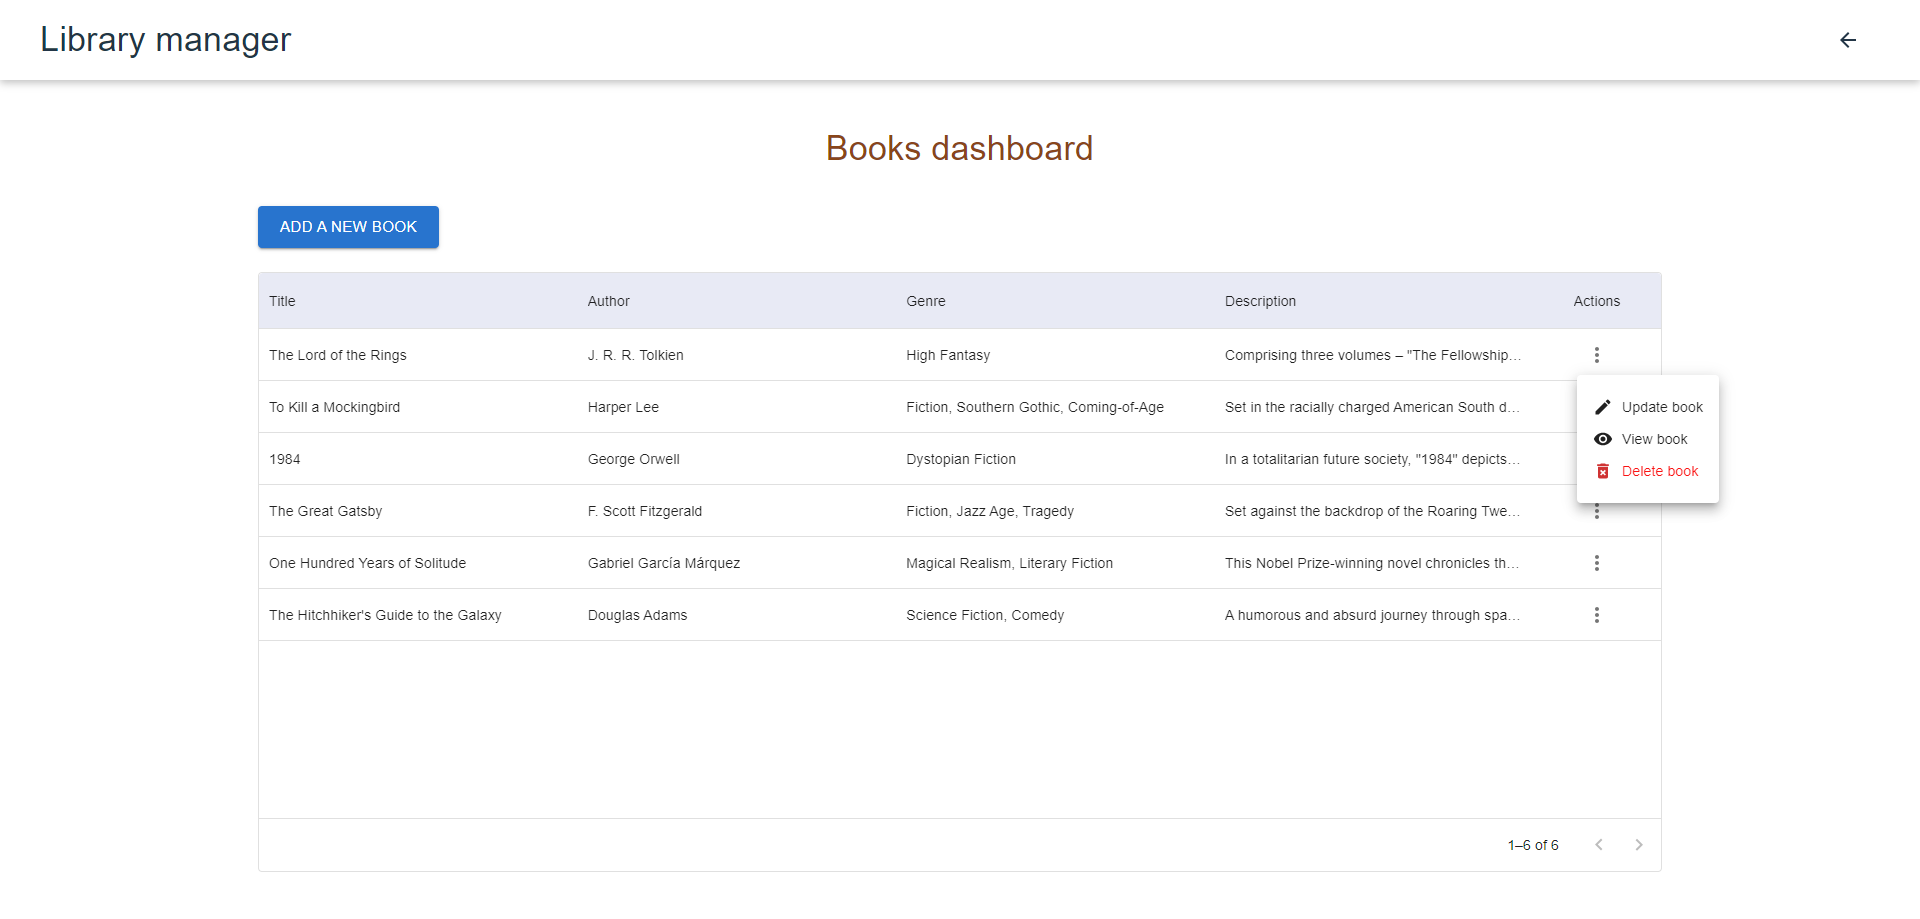 Library manager
Books dashboard
ADD A NEW BOOK
Title Author Genre Description Actions
The Lord of the Rings J. R. R. Tolkien High Fantasy Comprising three volumes – "The Fellowship...
To Kill a Mockingbird Harper Lee Fiction, Southern Gothic, Coming-of-Age Set in the racially charged American South d...
Update book
View book
Delete book
1984 George Orwell Dystopian Fiction In a totalitarian future society, "1984" depicts...
The Great Gatsby F. Scott Fitzgerald Fiction, Jazz Age, Tragedy Set against the backdrop of the Roaring Twe...
One Hundred Years of Solitude Gabriel García Márquez Magical Realism, Literary Fiction This Nobel Prize-winning novel chronicles th...
The Hitchhiker's Guide to the Galaxy Douglas Adams Science Fiction, Comedy A humorous and absurd journey through spa...
1–6 of 6